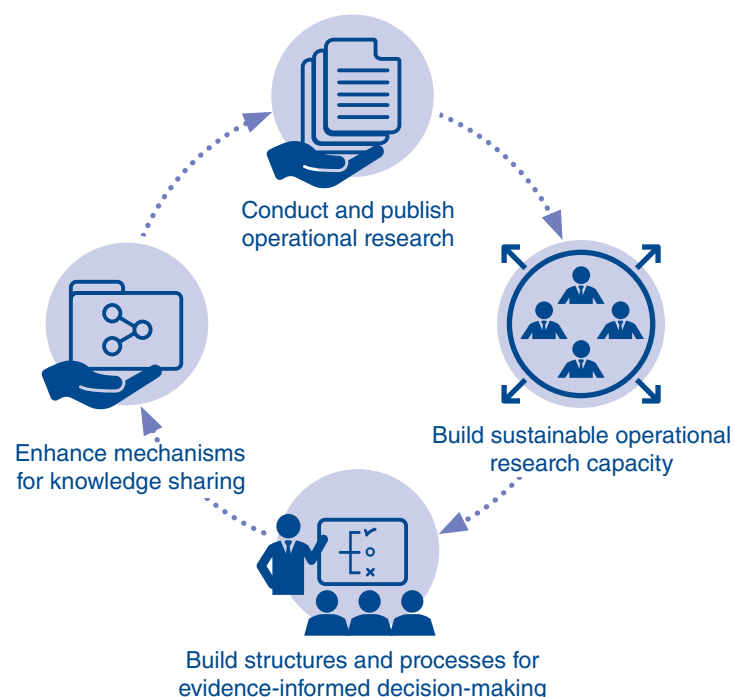 Conduct and publish
operational research
Build sustainable operational
research capacity
Enhance mechanisms
for knowledge sharing
Build structures and processes for
evidence-informed decision-making